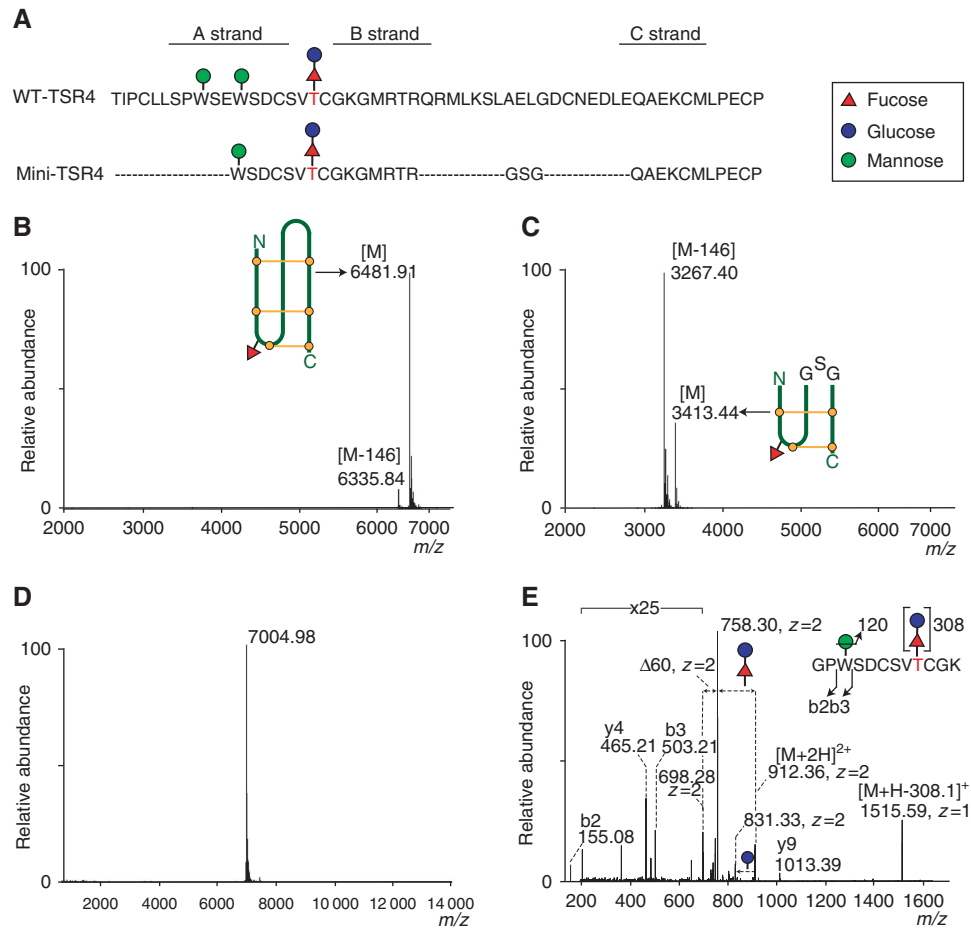 A
A strand
B strand
C strand
WT-TSR4 TIPCLLSPWSEWSDCSVTCGKGMRTRQRMLKSLAELGDCNEDLEQAEKCMLPECP
Mini-TSR4 ----------------WSDCSVTCGKGMRTR-------------GSG-------------QAEKCMLPECP
Fucose
Glucose
Mannose
B
100
0
Relative abundance
N
C
[M]
6481.91
[M-146]
6335.84
2000 3000 4000 5000 6000 7000
m/z
C
100
0
Relative abundance
[M-146]
3267.40
[M]
3413.44
N
GSG
C
2000 3000 4000 5000 6000 7000
m/z
D
100
0
Relative abundance
7004.98
2000 4000 6000 8000 10 000 12 000 14 000
m/z
E
100
0
Relative abundance
x25
758.30, z=2
Δ60, z=2
120
308
GPWSDCSVTCGK
b2b3
y4
465.21
b3
503.21
698.28
z=2
[M+2H]2+
912.36, z=2
831.33, z=2
[M+H-308.1]+
1515.59, z=1
b2
155.08
y9
1013.39
200 400 600 800 1000 1200 1400 1600
m/z